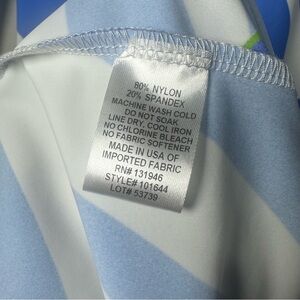 80% NYLON
20% SPANDEX
MACHINE WASH COLD
DO NOT SOAK
LINE DRY, COOL IRON
NO CHLORINE BLEACH
NO FABRIC SOFTENER
MADE IN USA OF
IMPORTED FABRIC
RN# 131946
STYLE# 101644
LOT# 53739